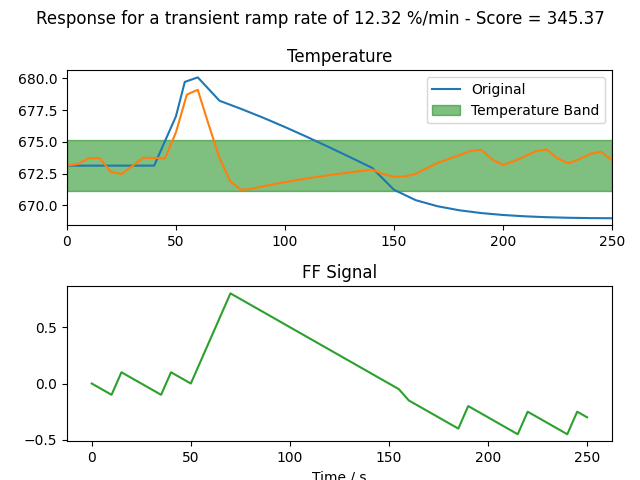 Response for a transient ramp rate of 12.32 %/min - Score = 345.37
Temperature
680.0
677.5
675.0
672.5
670.0
Original
Temperature Band
0 50 100 150 200 250
FF Signal
0.5
0.0
−0.5
0 50 100 150 200 250
Time / s